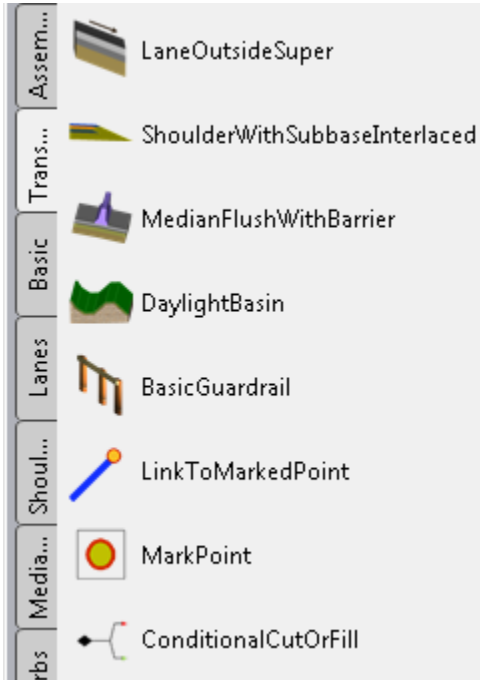 Assem...
Trans...
Basic
Lanes
Shoul...
Media...
rbs
LaneOutsideSuper
ShoulderWithSubbaseInterlaced
MedianFlushWithBarrier
DaylightBasin
BasicGuardrail
LinkToMarkedPoint
MarkPoint
ConditionalCutOrFill